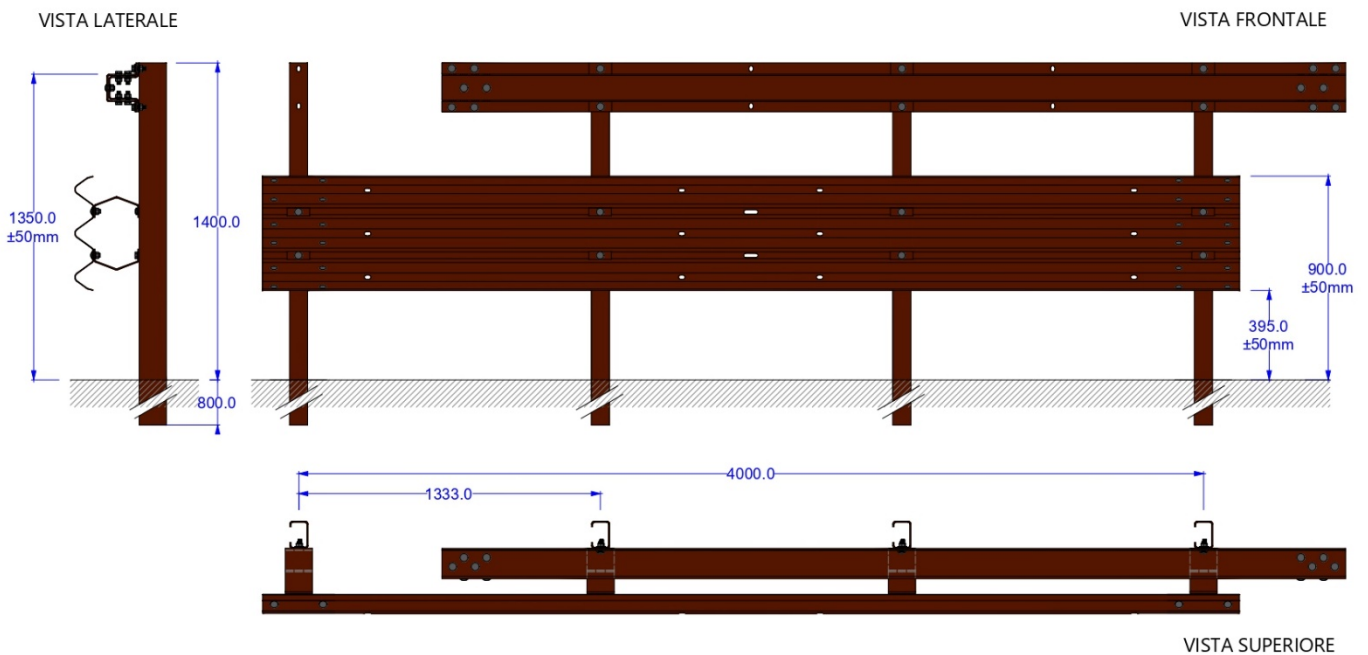 VISTA LATERALE
VISTA FRONTALE
1350.0
±50mm
1400.0
800.0
900.0
±50mm
395.0
±50mm
4000.0
1333.0
VISTA SUPERIORE